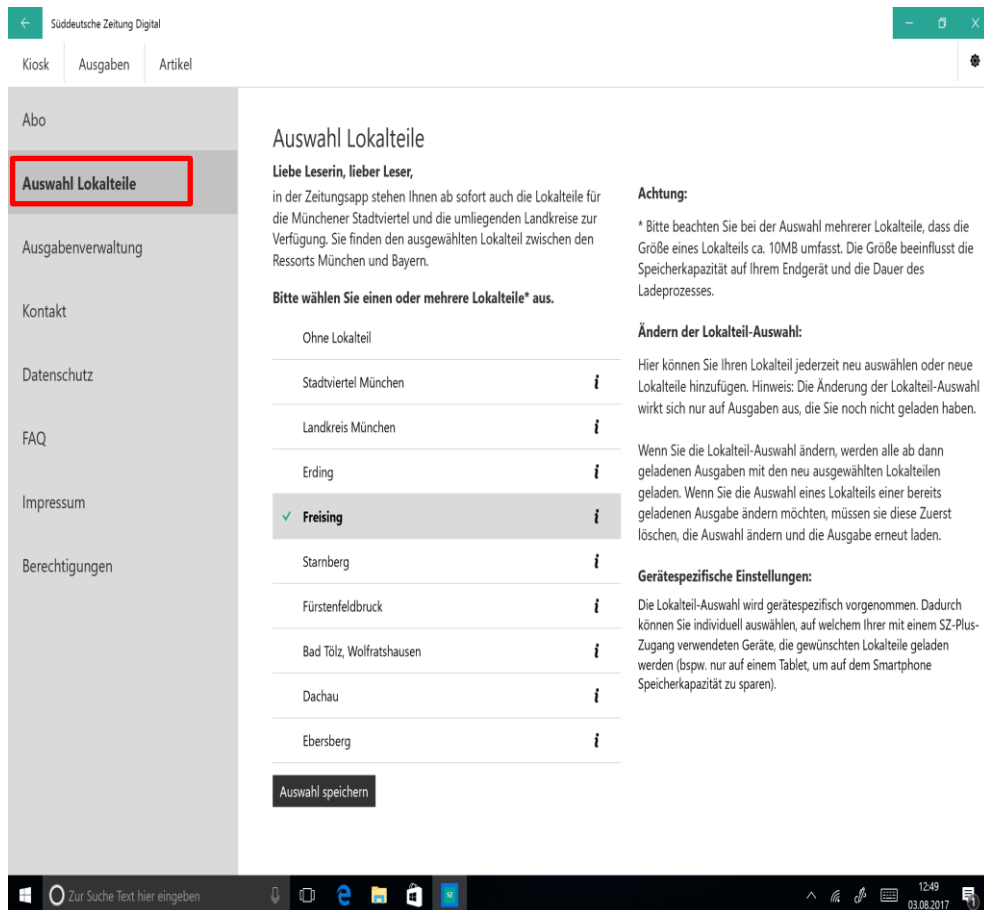 Süddeutsche Zeitung Digital
Kiosk
Ausgaben
Artikel
Abo
Auswahl Lokalteile
Ausgabenverwaltung
Kontakt
Datenschutz
FAQ
Impressum
Berechtigungen
Auswahl Lokalteile
Liebe Leserin, lieber Leser,
in der Zeitungsapp stehen Ihnen ab sofort auch die Lokalteile für
die Münchener Stadtviertel und die umliegenden Landkreise zur
Verfügung. Sie finden den ausgewählten Lokalteil zwischen den
Ressorts München und Bayern.
Bitte wählen Sie einen oder mehrere Lokalteile* aus.
Ohne Lokalteil
Stadtviertel München i
Landkreis München i
Erding i
Freising i
Starnberg i
Fürstenfeldbruck i
Bad Tölz, Wolfratshausen i
Dachau i
Ebersberg i
Auswahl speichern
Achtung:
* Bitte beachten Sie bei der Auswahl mehrerer Lokalteile, dass die
Größe eines Lokalteils ca. 10MB umfasst. Die Größe beeinflusst die
Speicherkapazität auf Ihrem Endgerät und die Dauer des
Ladeprozesses.
Ändern der Lokalteil-Auswahl:
Hier können Sie Ihren Lokalteil jederzeit neu auswählen oder neue
Lokalteile hinzufügen. Hinweis: Die Änderung der Lokalteil-Auswahl
wirkt sich nur auf Ausgaben aus, die Sie noch nicht geladen haben.
Wenn Sie die Lokalteil-Auswahl ändern, werden alle ab dann
geladenen Ausgaben mit den neu ausgewählten Lokalteilen
geladen. Wenn Sie die Auswahl eines Lokalteils einer bereits
geladenen Ausgabe ändern möchten, müssen sie diese Zuerst
löschen, die Auswahl ändern und die Ausgabe erneut laden.
Gerätespezifische Einstellungen:
Die Lokalteil-Auswahl wird gerätespezifisch vorgenommen. Dadurch
können Sie individuell auswählen, auf welchem Ihrer mit einem SZ-Plus-
Zugang verwendeten Geräte, die gewünschten Lokalteile geladen
werden (bspw. nur auf einem Tablet, um auf dem Smartphone
Speicherkapazität zu sparen).
Zur Suche Text hier eingeben
SZ
12:49
03.08.2017
1